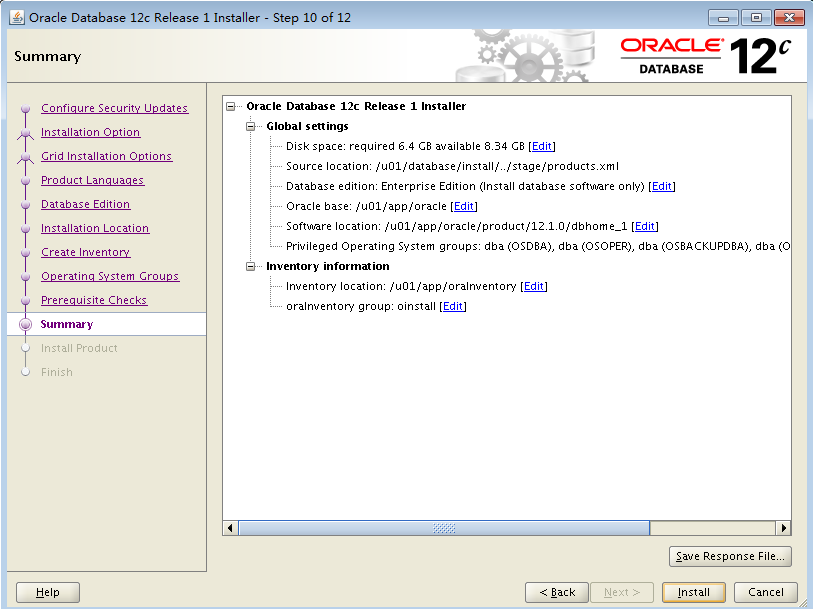 Oracle Database 12c Release 1 Installer - Step 10 of 12
Summary
ORACLE
DATABASE
12c
Configure Security Updates
Installation Option
Grid Installation Options
Product Languages
Database Edition
Installation Location
Create Inventory
Operating System Groups
Prerequisite Checks
Summary
Install Product
Finish
Oracle Database 12c Release 1 Installer
Global settings
Disk space: required 6.4 GB available 8.34 GB [Edit]
Source location: /u01/database/install/../stage/products.xml
Database edition: Enterprise Edition (Install database software only) [Edit]
Oracle base: /u01/app/oracle [Edit]
Software location: /u01/app/oracle/product/12.1.0/dbhome_1 [Edit]
Privileged Operating System groups: dba (OSDBA), dba (OSOPER), dba (OSBACKUPDBA), dba (O
Inventory information
Inventory location: /u01/app/oraInventory [Edit]
oraInventory group: oinstall [Edit]
Save Response File...
Help
< Back
Next >
Install
Cancel